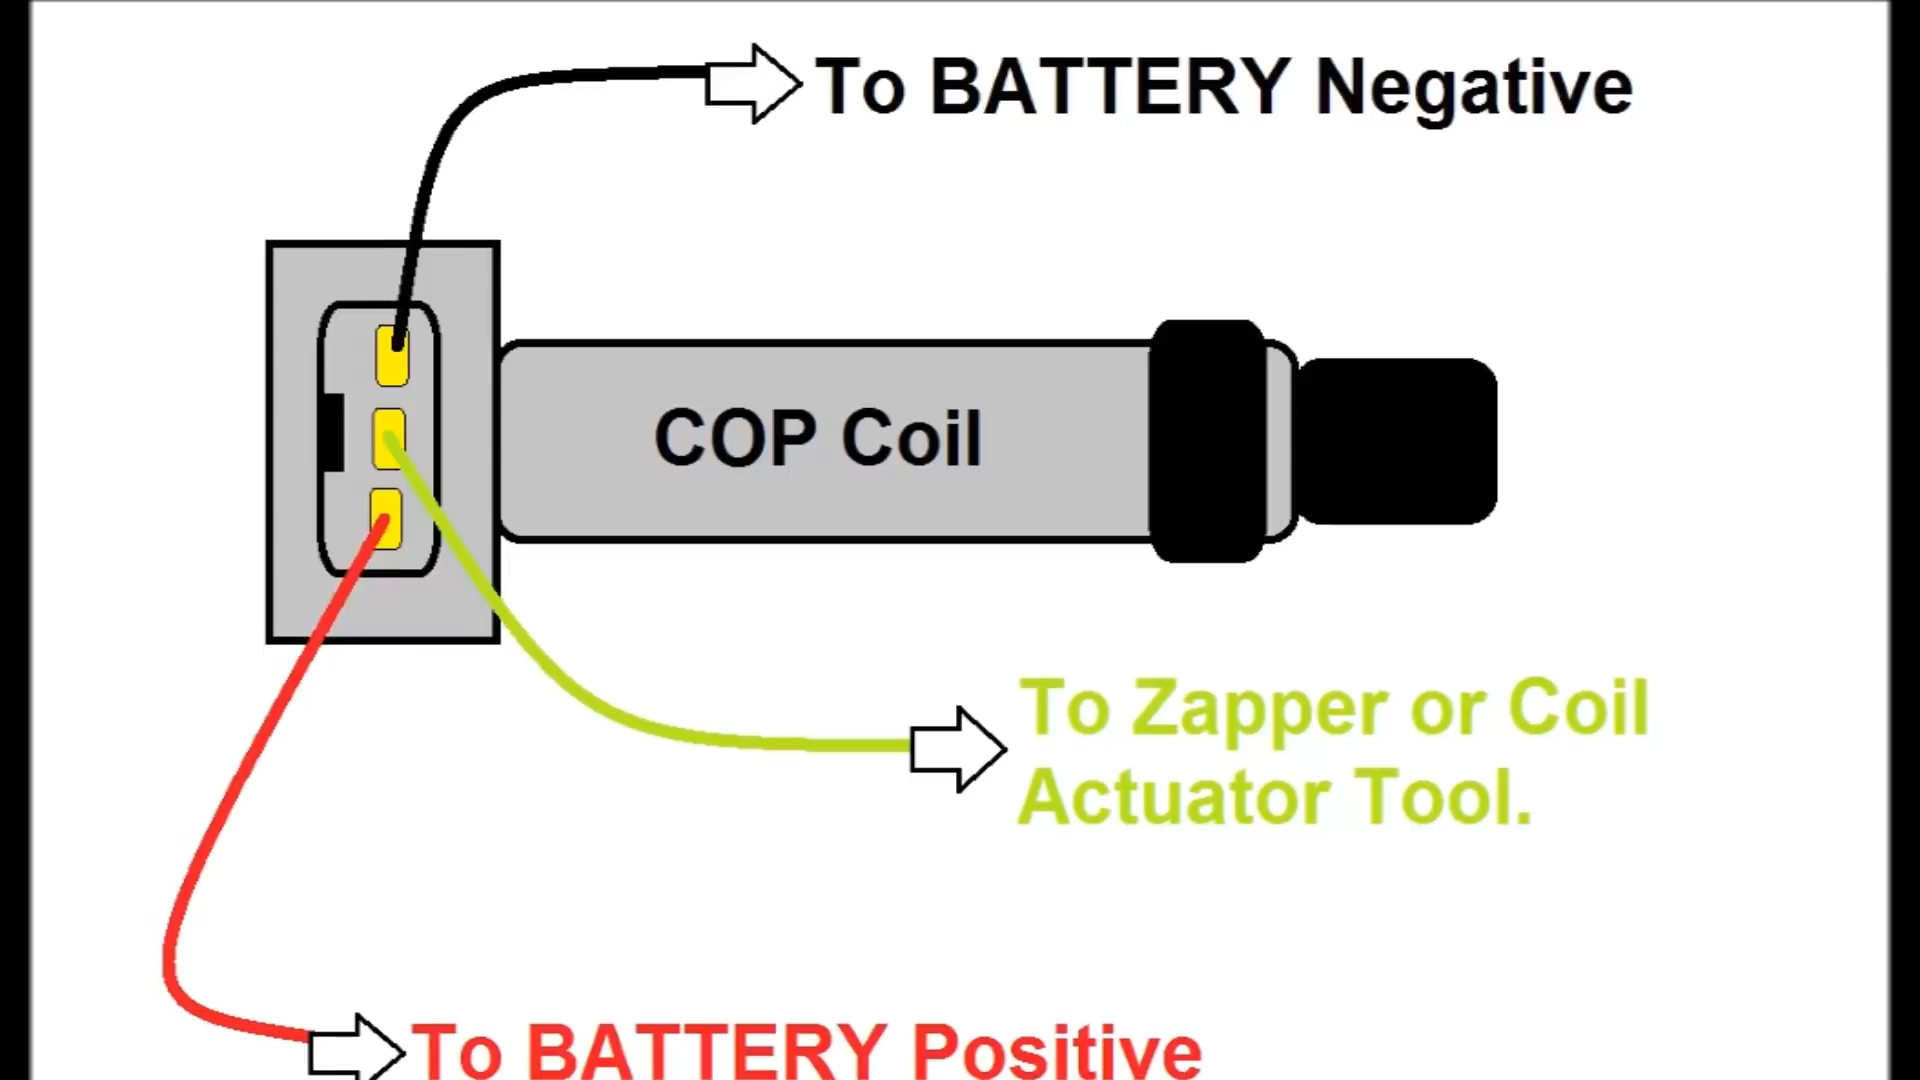 To BATTERY Negative
COP Coil
To Zapper or Coil
Actuator Tool.
To BATTERY Positive